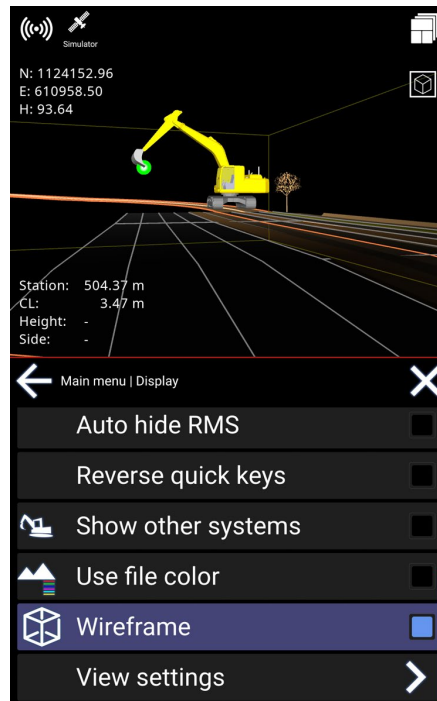 Simulator
N: 1124152.96
E: 610958.50
H: 93.64
Station: 504.37 m
CL: 3.47 m
Height: -
Side: -
Main menu | Display
Auto hide RMS
Reverse quick keys
Show other systems
Use file color
Wireframe
View settings